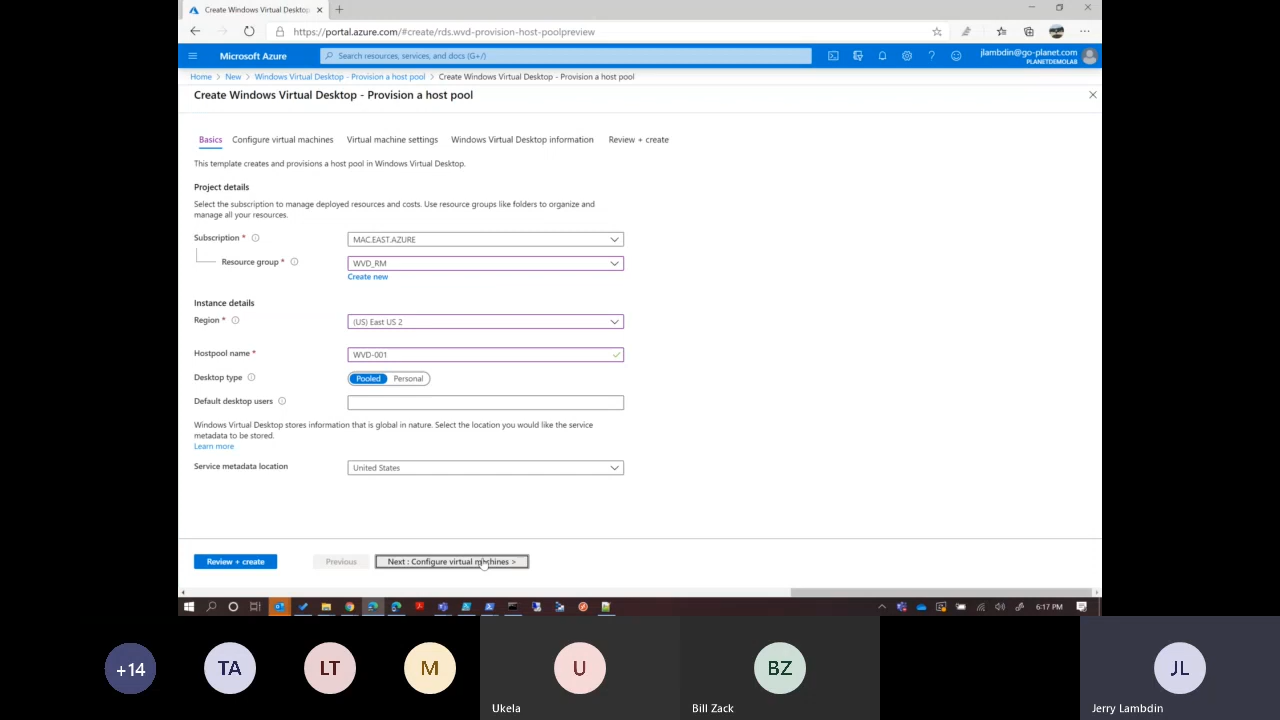 Create Windows Virtual Desktop
https://portal.azure.com/#create/rds.wvd-provision-host-poolpreview
Microsoft Azure
Search resources, services, and docs (G+/)
jlambdin@go-planet.com
PLANETDEMOLAB
Home > New > Windows Virtual Desktop - Provision a host pool > Create Windows Virtual Desktop - Provision a host pool
Create Windows Virtual Desktop - Provision a host pool
Basics Configure virtual machines Virtual machine settings Windows Virtual Desktop information Review + create
This template creates and provisions a host pool in Windows Virtual Desktop.
Project details
Select the subscription to manage deployed resources and costs. Use resource groups like folders to organize and
manage all your resources.
Subscription * MAC.EAST.AZURE
Resource group * WVD_RM
Create new
Instance details
Region * (US) East US 2
Hostpool name * WVD-001
Desktop type Pooled Personal
Default desktop users
Windows Virtual Desktop stores information that is global in nature. Select the location you would like the service
metadata to be stored.
Learn more
Service metadata location United States
Review + create Previous Next : Configure virtual machines >
6:17 PM
+14 TA LT M U BZ JL
Ukela Bill Zack Jerry Lambdin